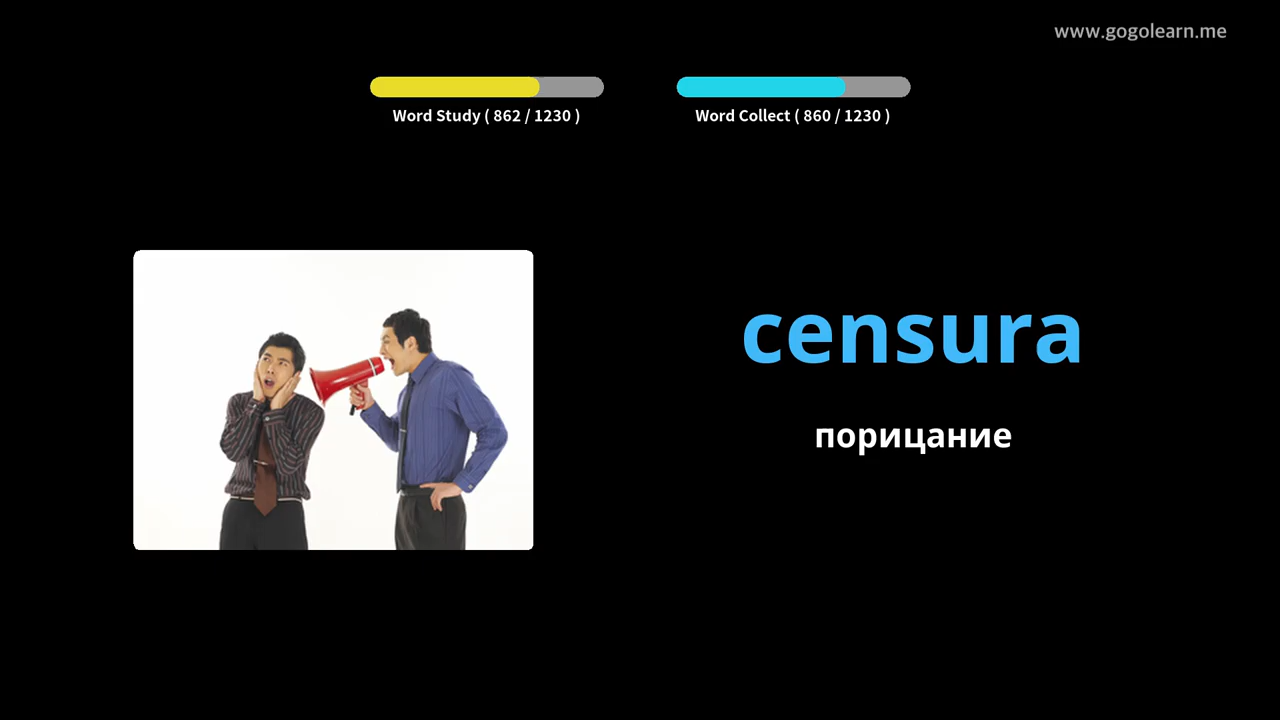 www.gogolearn.me
Word Study ( 862 / 1230 )
Word Collect ( 860 / 1230 )
censura
порицание